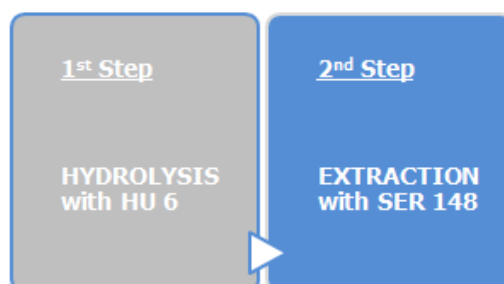 1st Step
HYDROLYSIS
with HU 6
2nd Step
EXTRACTION
with SER 148